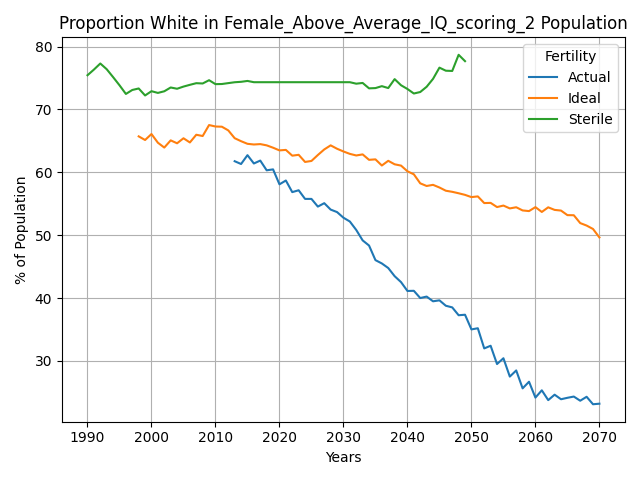 Proportion White in Female_Above_Average_IQ_scoring_2 Population
80
70
60
50
40
30
% of Population
Fertility
Actual
Ideal
Sterile
1990 2000 2010 2020 2030 2040 2050 2060 2070
Years